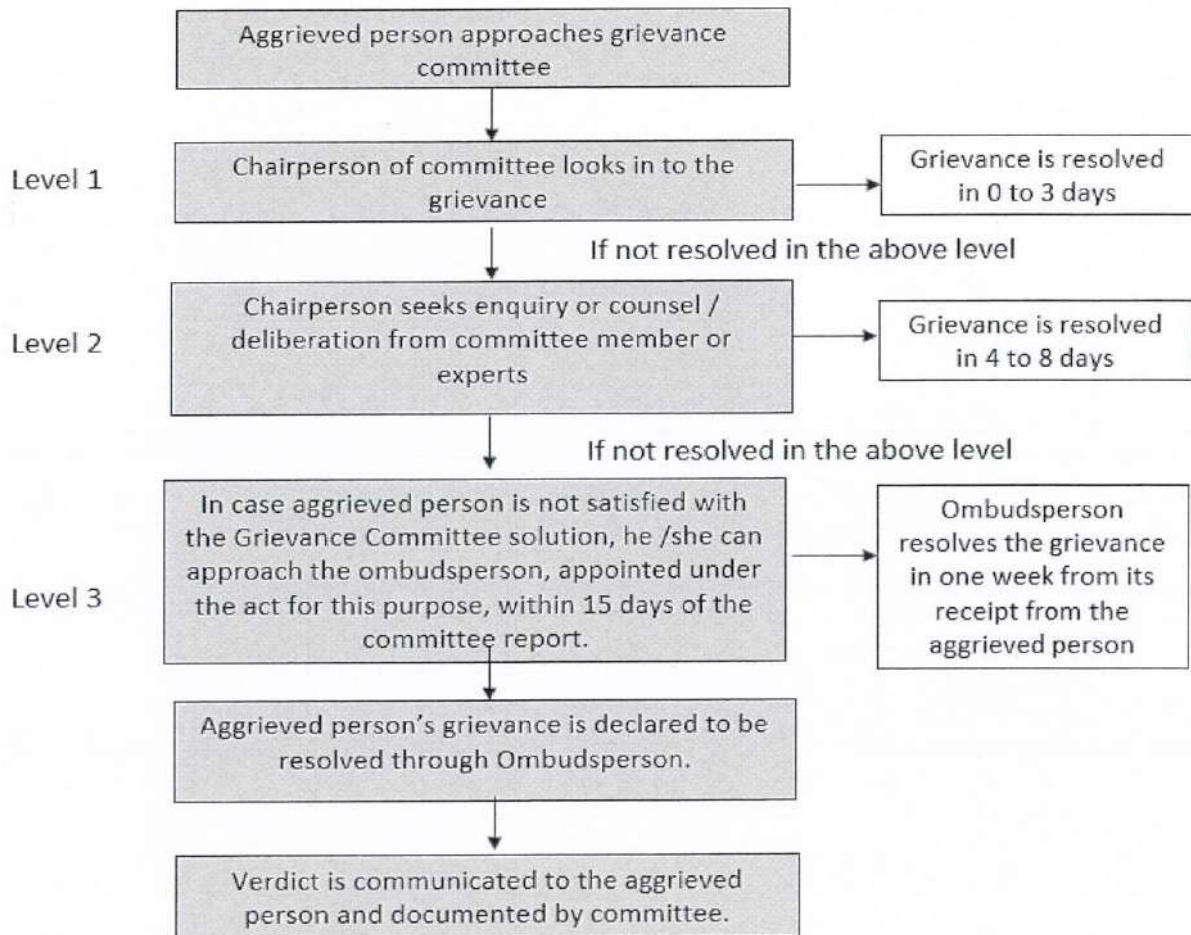 Aggrieved person approaches grievance
committee
Level 1
Chairperson of committee looks in to the
grievance
Grievance is resolved
in 0 to 3 days
If not resolved in the above level
Level 2
Chairperson seeks enquiry or counsel /
deliberation from committee member or
experts
Grievance is resolved
in 4 to 8 days
If not resolved in the above level
Level 3
In case aggrieved person is not satisfied with
the Grievance Committee solution, he /she can
approach the ombudsperson, appointed under
the act for this purpose, within 15 days of the
committee report.
Ombudsperson
resolves the grievance
in one week from its
receipt from the
aggrieved person
Aggrieved person's grievance is declared to be
resolved through Ombudsperson.
Verdict is communicated to the aggrieved
person and documented by committee.